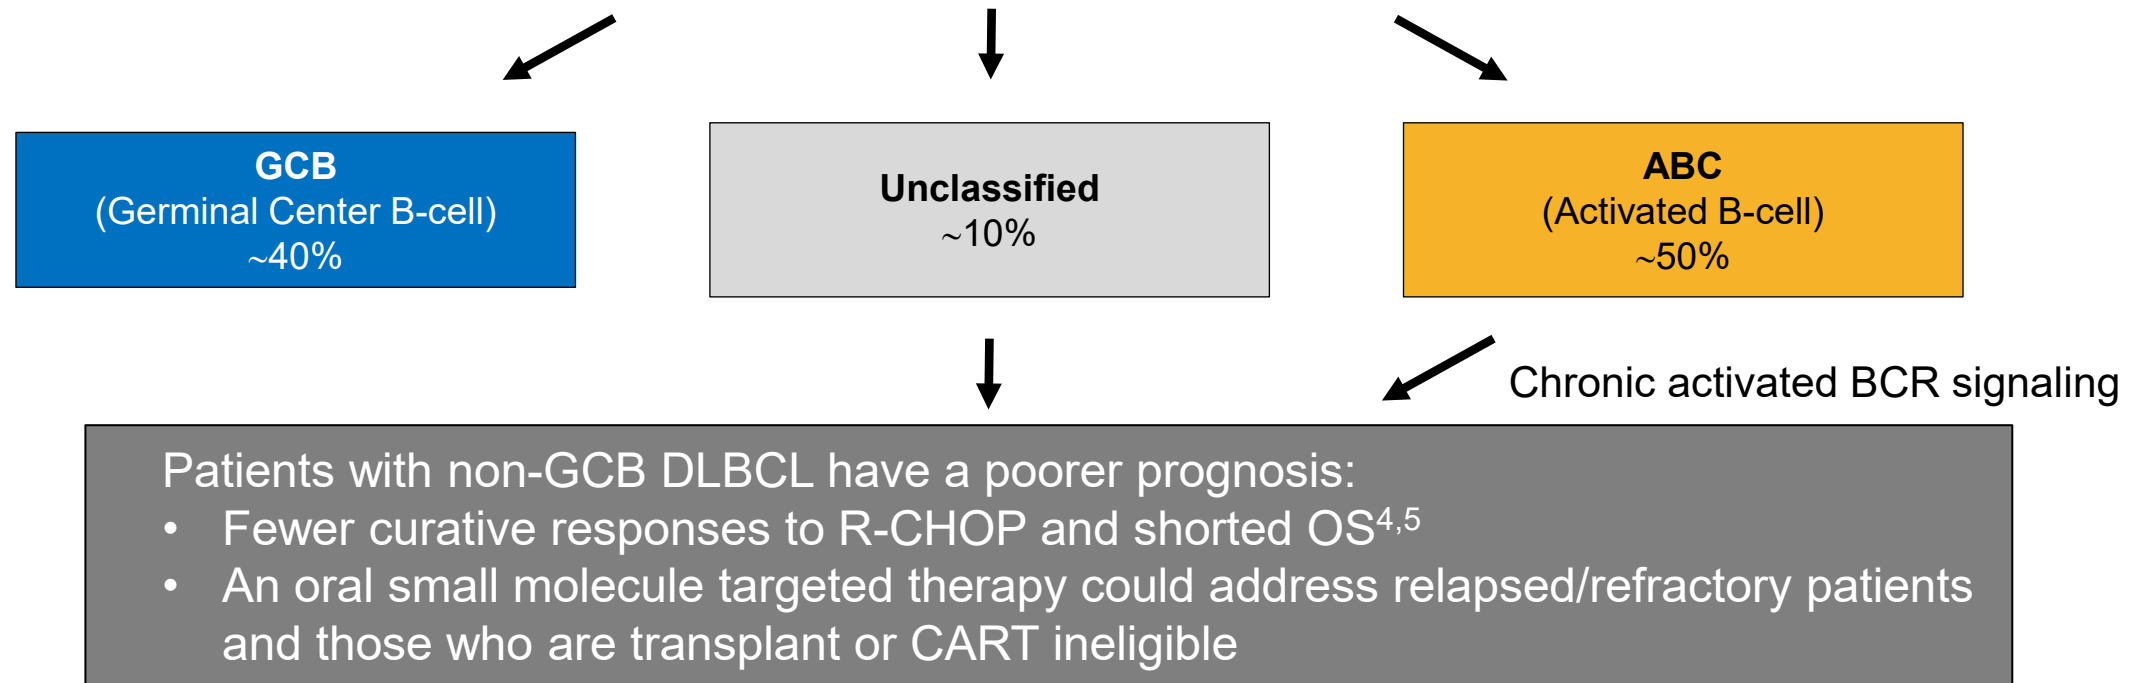 GCB
(Germinal Center B-cell)
~40%
Unclassified
~10%
ABC
(Activated B-cell)
~50%
Chronic activated BCR signaling
Patients with non-GCB DLBCL have a poorer prognosis:
• Fewer curative responses to R-CHOP and shorted OS4,5
• An oral small molecule targeted therapy could address relapsed/refractory patients
and those who are transplant or CART ineligible